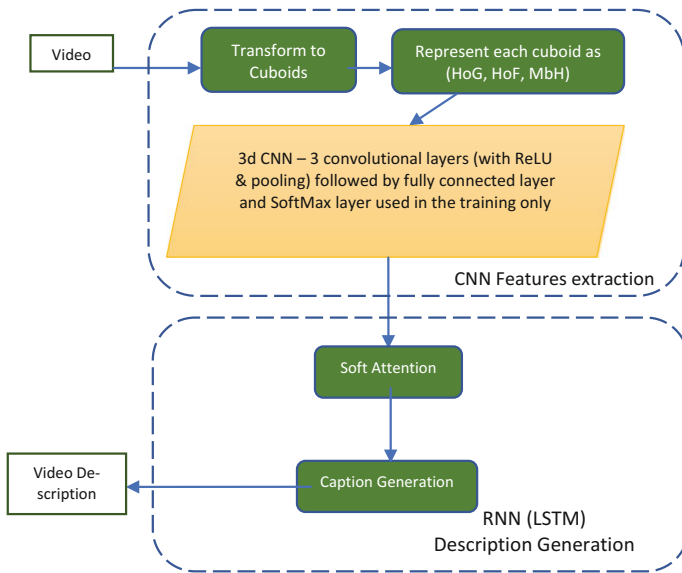 Video
Transform to
Cuboids
Represent each cuboid as
(HoG, HoF, MbH)
3d CNN – 3 convolutional layers (with ReLU
& pooling) followed by fully connected layer
and SoftMax layer used in the training only
CNN Features extraction
Soft Attention
Caption Generation
Video De-
scription
RNN (LSTM)
Description Generation